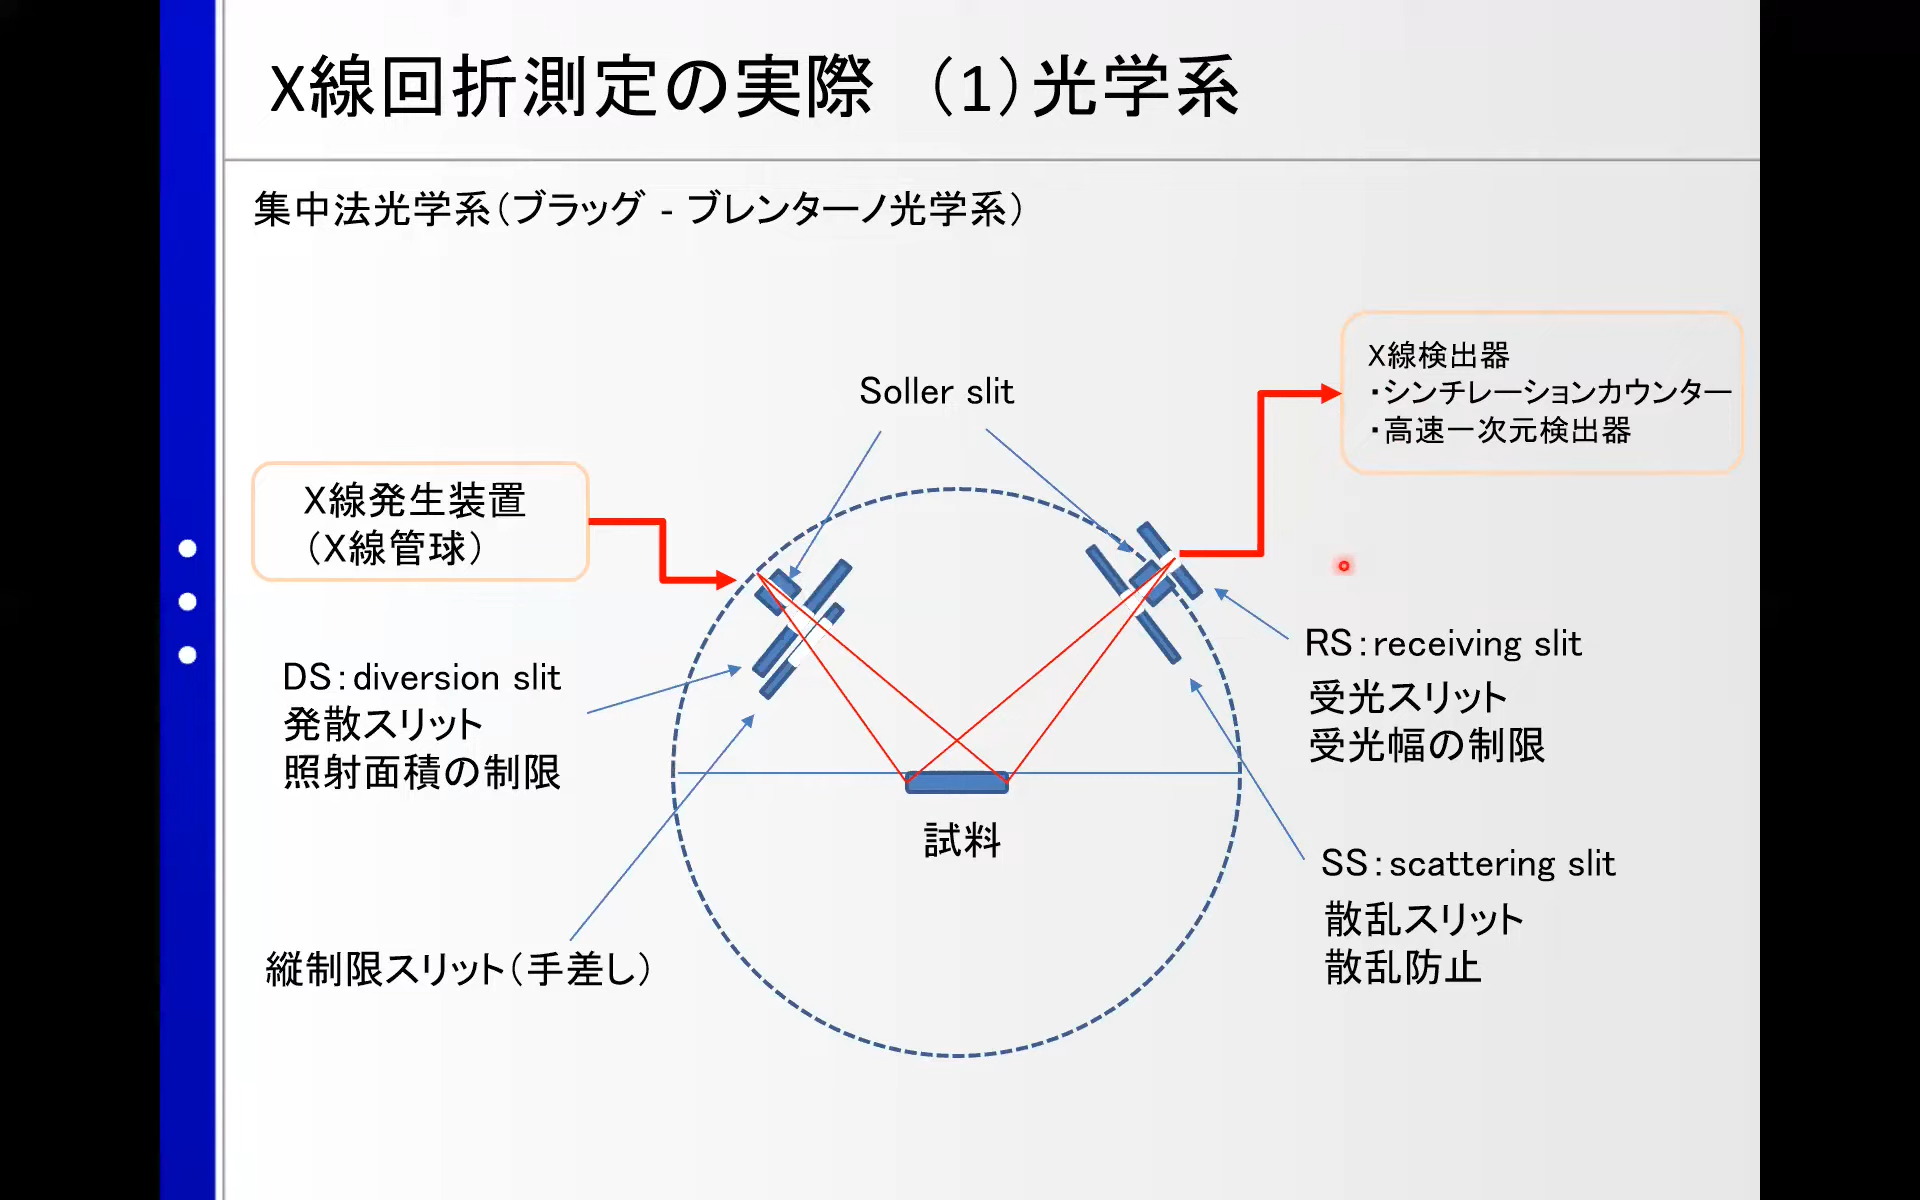 X線回折測定の実際 （1）光学系
集中法光学系（ブラッグ - ブレンターノ光学系）
X線検出器
・シンチレーションカウンター
・高速一次元検出器
Soller slit
X線発生装置
（X線管球）
DS：diversion slit
発散スリット
照射面積の制限
RS：receiving slit
受光スリット
受光幅の制限
試料
SS：scattering slit
散乱スリット
散乱防止
縦制限スリット（手差し）